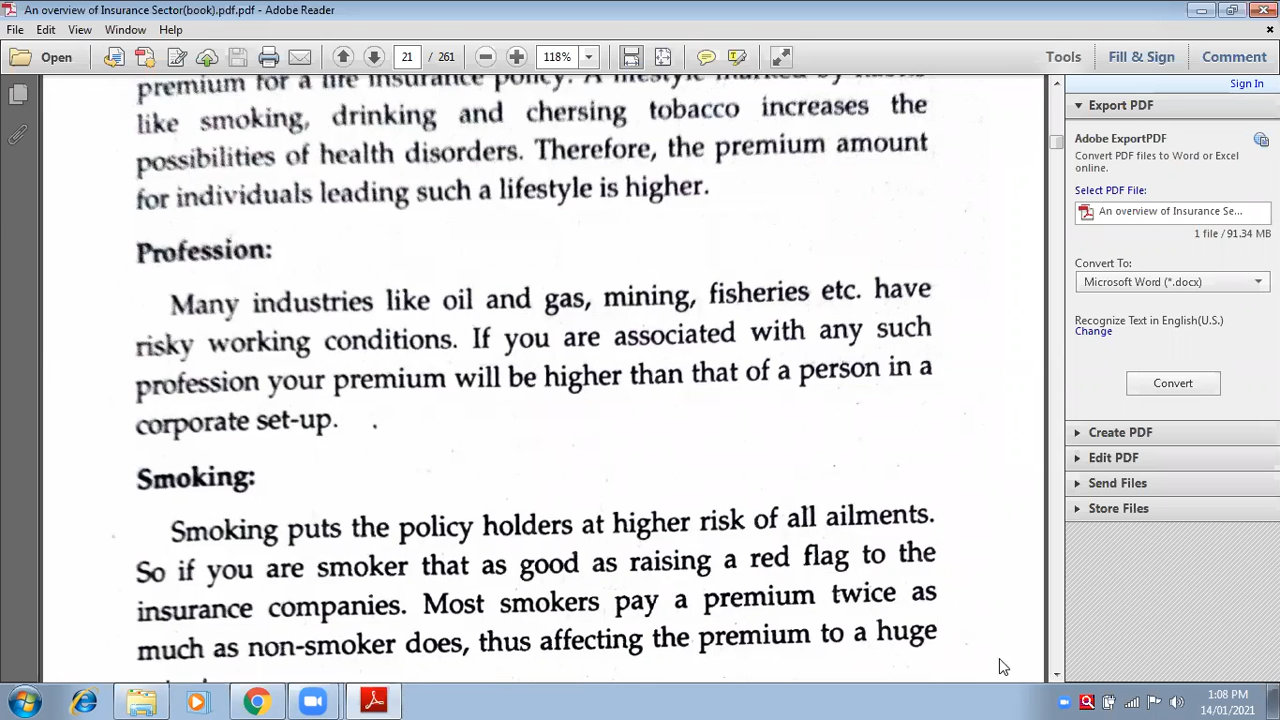 An overview of Insurance Sector(book).pdf.pdf - Adobe Reader
File Edit View Window Help
Open 21 / 261 118% Tools Fill & Sign Comment
Sign In
premium for a life insurance policy. A lifestyle marked by habits
like smoking, drinking and chersing tobacco increases the
possibilities of health disorders. Therefore, the premium amount
for individuals leading such a lifestyle is higher.
Profession:
Many industries like oil and gas, mining, fisheries etc. have
risky working conditions. If you are associated with any such
profession your premium will be higher than that of a person in a
corporate set-up.
Smoking:
Smoking puts the policy holders at higher risk of all ailments.
So if you are smoker that as good as raising a red flag to the
insurance companies. Most smokers pay a premium twice as
much as non-smoker does, thus affecting the premium to a huge
Export PDF
Adobe ExportPDF
Convert PDF files to Word or Excel
online.
Select PDF File:
An overview of Insurance Se...
1 file / 91.34 MB
Convert To:
Microsoft Word (*.docx)
Recognize Text in English(U.S.)
Change
Convert
Create PDF
Edit PDF
Send Files
Store Files
1:08 PM
14/01/2021